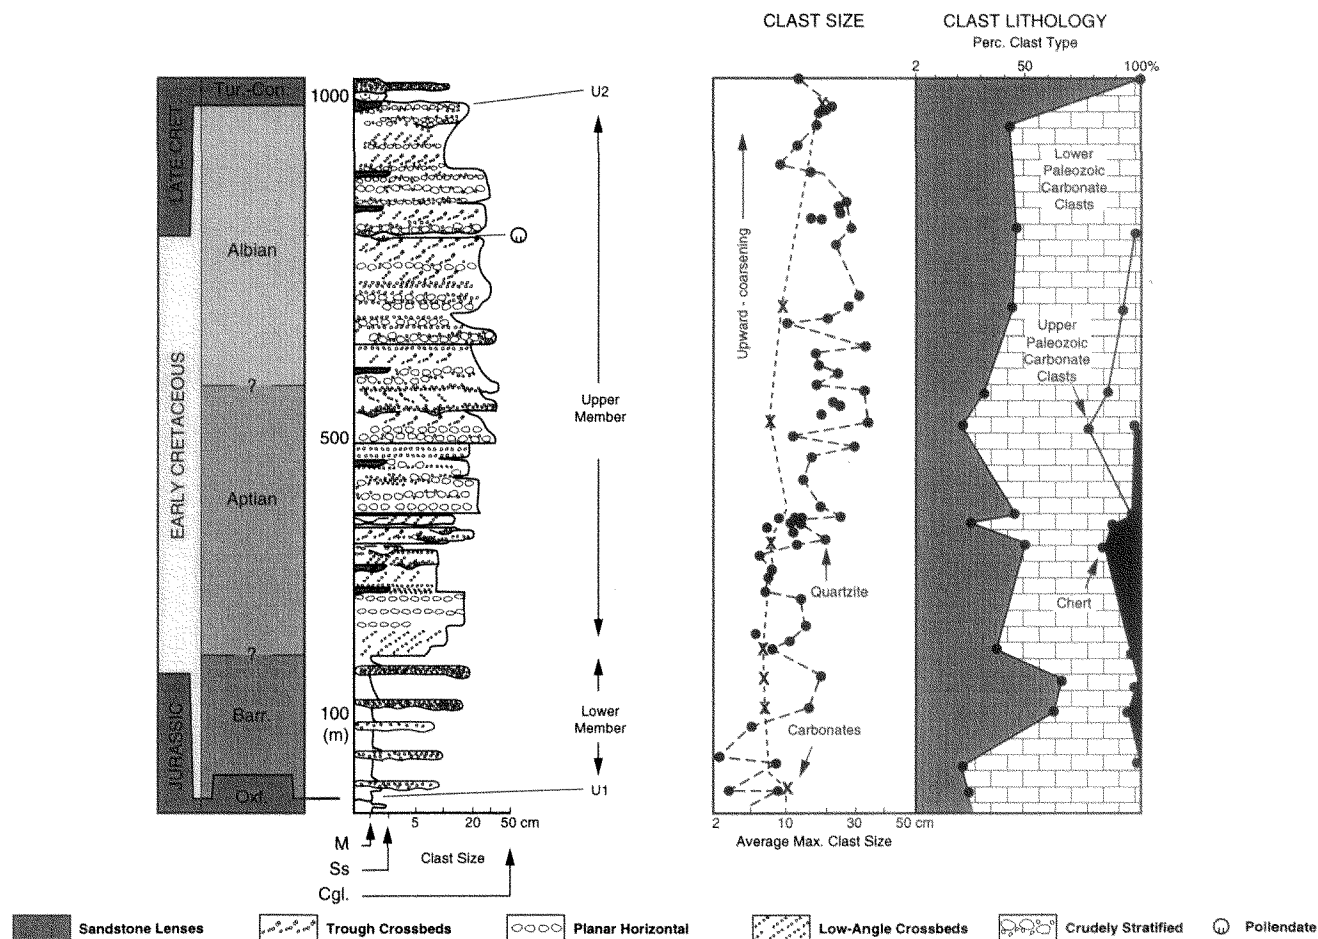 CLAST SIZE
CLAST LITHOLOGY
Perc. Clast Type
2
50
100%
LATE CRET.
EARLY CRETACEOUS
JURASSIC
Tur.-Con.
Albian
?
Aptian
?
Barr.
Oxf.
1000
500
100
(m)
U2
Upper
Member
Lower
Member
U1
5
20
50 cm
Clast Size
M
Ss
Cgl.
Upward - coarsening
Quartzite
Carbonates
2
10
30
50 cm
Average Max. Clast Size
Lower
Paleozoic
Carbonate
Clasts
Upper
Paleozoic
Carbonate
Clasts
Chert
Sandstone Lenses
Trough Crossbeds
Planar Horizontal
Low-Angle Crossbeds
Crudely Stratified
Pollendate